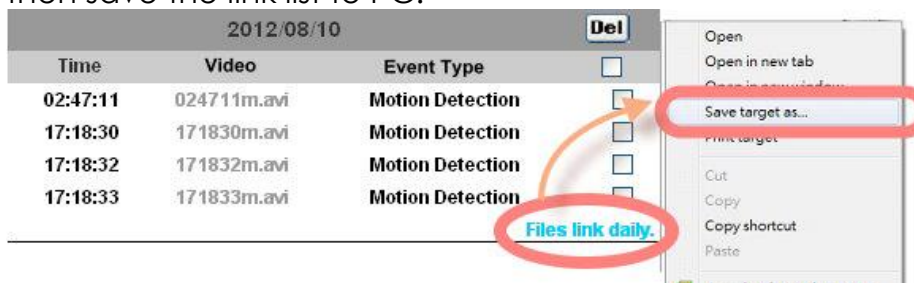 then save the link list to PC.
2012/08/10 Del
Time Video Event Type
02:47:11 024711m.avi Motion Detection
17:18:30 171830m.avi Motion Detection
17:18:32 171832m.avi Motion Detection
17:18:33 171833m.avi Motion Detection
Files link daily.
Open
Open in new tab
Open in new window
Save target as...
Print target
Cut
Copy
Copy shortcut
Paste